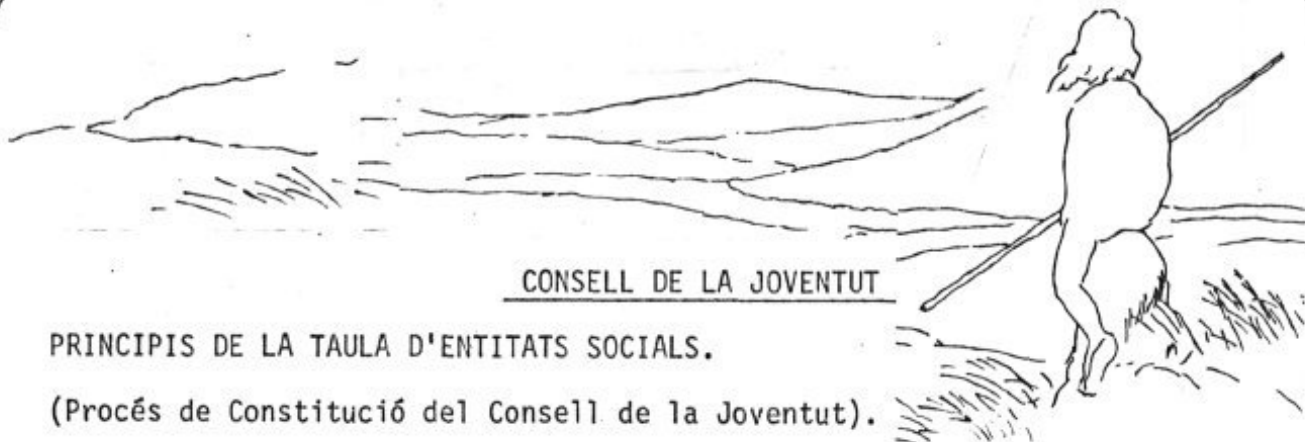 CONSELL DE LA JOVENTUT
PRINCIPIS DE LA TAULA D'ENTITATS SOCIALS.
(Procés de Constitució del Consell de la Joventut).